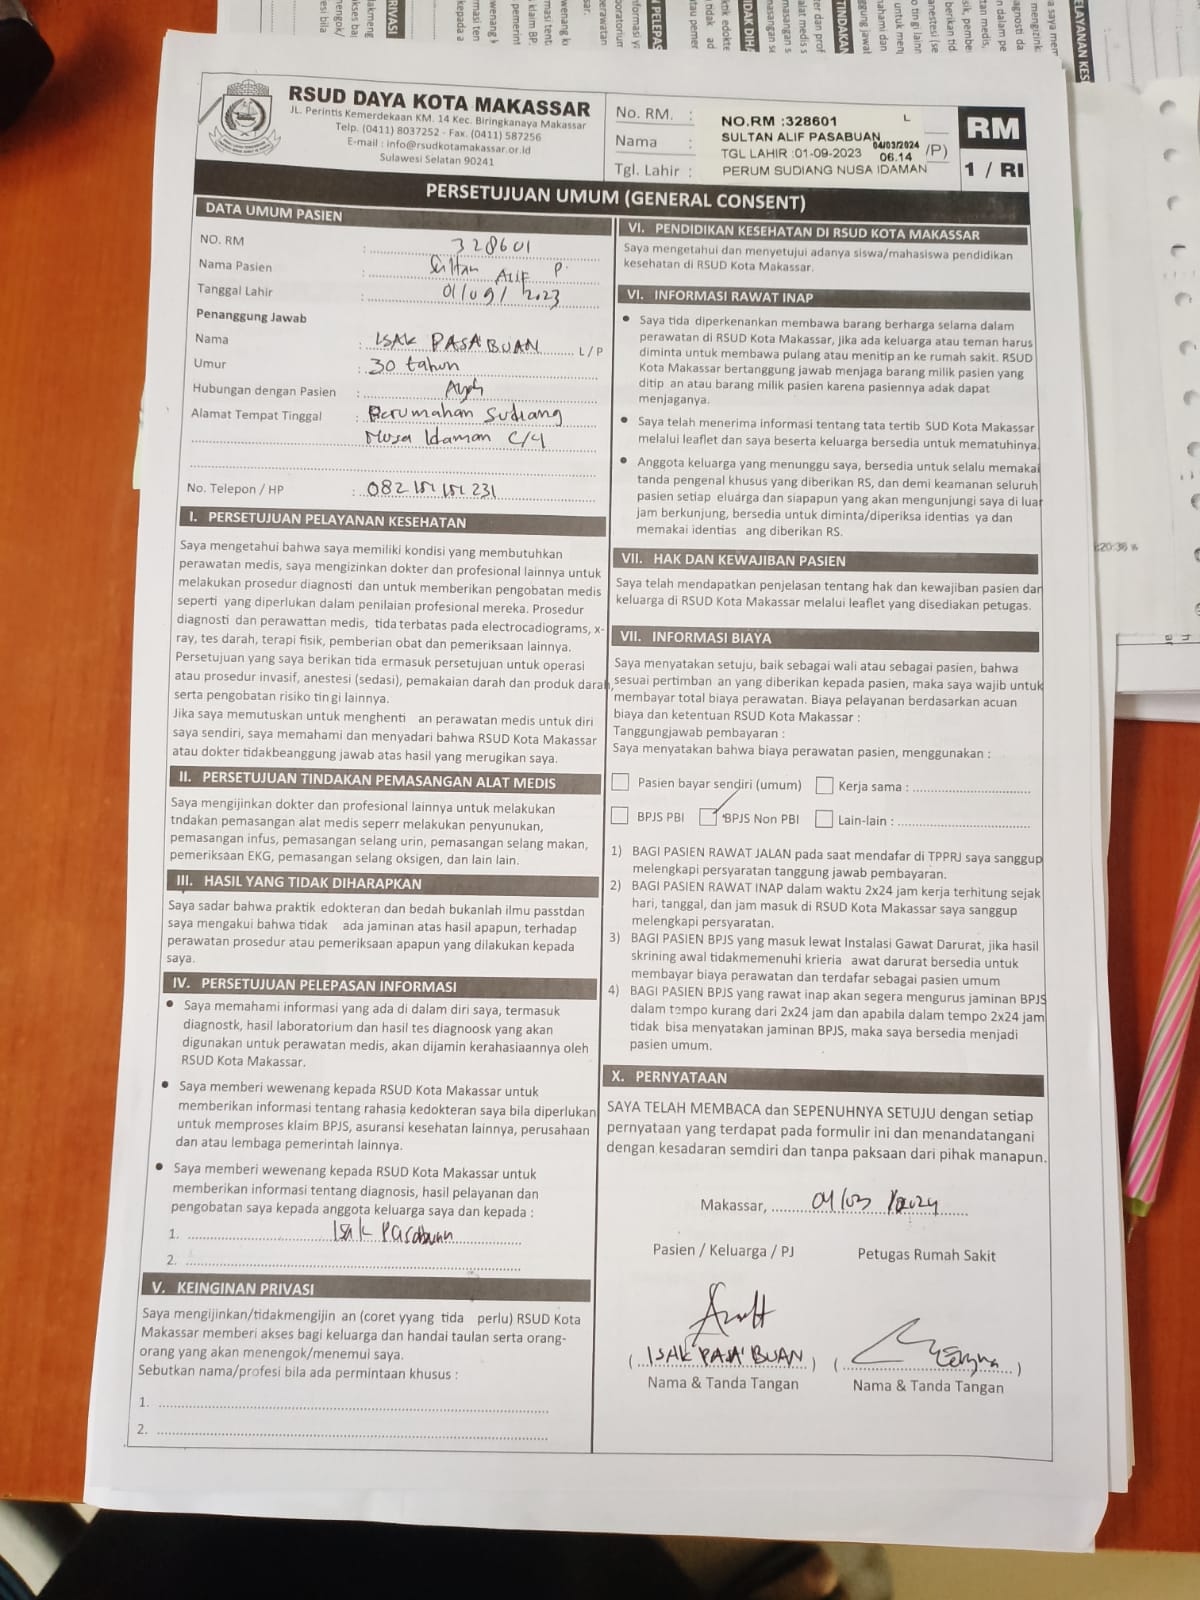 RSUD DAYA KOTA MAKASSAR
JL. Perintis Kemerdekaan KM. 14 Kec. Biringkanaya Makassar
Telp. (0411) 8037252 - Fax. (0411) 587256
E-mail : info@rsudkotamakassar.or.id
Sulawesi Selatan 90241
No. RM. :
Nama :
Tgl. Lahir :
NO.RM :328601 L
SULTAN ALIF PASABUAN
TGL LAHIR :01-09-2023
04/03/2024
06.14
/P)
PERUM SUDIANG NUSA IDAMAN
RM
1 / RI
PERSETUJUAN UMUM (GENERAL CONSENT)
DATA UMUM PASIEN
NO. RM : 328601
Nama Pasien : Sultan ALIF P.
Tanggal Lahir : 01/09/2023
Penanggung Jawab
Nama : ISAK PASA'BUAN L / P
Umur : 30 tahun
Hubungan dengan Pasien : Ayah
Alamat Tempat Tinggal : Perumahan Sudiang
Nusa Idaman C/4
No. Telepon / HP : 082
I. PERSETUJUAN PELAYANAN KESEHATAN
Saya mengetahui bahwa saya memiliki kondisi yang membutuhkan
perawatan medis, saya mengizinkan dokter dan profesional lainnya untuk
melakukan prosedur diagnosti dan untuk memberikan pengobatan medis
seperti yang diperlukan dalam penilaian profesional mereka. Prosedur
diagnosti dan perawattan medis, tida terbatas pada electrocadiograms, x-
ray, tes darah, terapi fisik, pemberian obat dan pemeriksaan lainnya.
Persetujuan yang saya berikan tida ermasuk persetujuan untuk operasi
atau prosedur invasif, anestesi (sedasi), pemakaian darah dan produk darah,
serta pengobatan risiko tin gi lainnya.
Jika saya memutuskan untuk menghenti an perawatan medis untuk diri
saya sendiri, saya memahami dan menyadari bahwa RSUD Kota Makassar
atau dokter tidakbeanggung jawab atas hasil yang merugikan saya.
II. PERSETUJUAN TINDAKAN PEMASANGAN ALAT MEDIS
Saya mengijinkan dokter dan profesional lainnya untuk melakukan
tndakan pemasangan alat medis seperr melakukan penyunukan,
pemasangan infus, pemasangan selang urin, pemasangan selang makan,
pemeriksaan EKG, pemasangan selang oksigen, dan lain lain.
III. HASIL YANG TIDAK DIHARAPKAN
Saya sadar bahwa praktik edokteran dan bedah bukanlah ilmu passtdan
saya mengakui bahwa tidak ada jaminan atas hasil apapun, terhadap
perawatan prosedur atau pemeriksaan apapun yang dilakukan kepada
saya.
IV. PERSETUJUAN PELEPASAN INFORMASI
• Saya memahami informasi yang ada di dalam diri saya, termasuk
diagnostk, hasil laboratorium dan hasil tes diagnoosk yang akan
digunakan untuk perawatan medis, akan dijamin kerahasiaannya oleh
RSUD Kota Makassar.
• Saya memberi wewenang kepada RSUD Kota Makassar untuk
memberikan informasi tentang rahasia kedokteran saya bila diperlukan
untuk memproses klaim BPJS, asuransi kesehatan lainnya, perusahaan
dan atau lembaga pemerintah lainnya.
• Saya memberi wewenang kepada RSUD Kota Makassar untuk
memberikan informasi tentang diagnosis, hasil pelayanan dan
pengobatan saya kepada anggota keluarga saya dan kepada :
1. Isak Pasabuan
2.
V. KEINGINAN PRIVASI
Saya mengijinkan/tidakmengijin an (coret yyang tida perlu) RSUD Kota
Makassar memberi akses bagi keluarga dan handai taulan serta orang-
orang yang akan menengok/menemui saya.
Sebutkan nama/profesi bila ada permintaan khusus :
1.
2.
VI. PENDIDIKAN KESEHATAN DI RSUD KOTA MAKASSAR
Saya mengetahui dan menyetujui adanya siswa/mahasiswa pendidikan
kesehatan di RSUD Kota Makassar.
VI. INFORMASI RAWAT INAP
• Saya tida diperkenankan membawa barang berharga selama dalam
perawatan di RSUD Kota Makassar, jika ada keluarga atau teman harus
diminta untuk membawa pulang atau menitip an ke rumah sakit. RSUD
Kota Makassar bertanggung jawab menjaga barang milik pasien yang
ditip an atau barang milik pasien karena pasiennya adak dapat
menjaganya.
• Saya telah menerima informasi tentang tata tertib SUD Kota Makassar
melalui leaflet dan saya beserta keluarga bersedia untuk mematuhinya.
• Anggota keluarga yang menunggu saya, bersedia untuk selalu memakai
tanda pengenal khusus yang diberikan RS, dan demi keamanan seluruh
pasien setiap eluárga dan siapapun yang akan mengunjungi saya di luar
jam berkunjung, bersedia untuk diminta/diperiksa identias ya dan
memakai identias ang diberikan RS.
VII. HAK DAN KEWAJIBAN PASIEN
Saya telah mendapatkan penjelasan tentang hak dan kewajiban pasien dan
keluarga di RSUD Kota Makassar melalui leaflet yang disediakan petugas.
VII. INFORMASI BIAYA
Saya menyatakan setuju, baik sebagai wali atau sebagai pasien, bahwa
sesuai pertimban an yang diberikan kepada pasien, maka saya wajib untuk
membayar total biaya perawatan. Biaya pelayanan berdasarkan acuan
biaya dan ketentuan RSUD Kota Makassar :
Tanggungjawab pembayaran :
Saya menyatakan bahwa biaya perawatan pasien, menggunakan :
Pasien bayar sendiri (umum) Kerja sama :
BPJS PBI BPJS Non PBI Lain-lain :
1) BAGI PASIEN RAWAT JALAN pada saat mendafar di TPPRJ saya sanggup
melengkapi persyaratan tanggung jawab pembayaran.
2) BAGI PASIEN RAWAT INAP dalam waktu 2x24 jam kerja terhitung sejak
hari, tanggal, dan jam masuk di RSUD Kota Makassar saya sanggup
melengkapi persyaratan.
3) BAGI PASIEN BPJS yang masuk lewat Instalasi Gawat Darurat, jika hasil
skrining awal tidakmemenuhi krieria awat darurat bersedia untuk
membayar biaya perawatan dan terdafar sebagai pasien umum
4) BAGI PASIEN BPJS yang rawat inap akan segera mengurus jaminan BPJS
dalam tempo kurang dari 2x24 jam dan apabila dalam tempo 2x24 jam
tidak bisa menyatakan jaminan BPJS, maka saya bersedia menjadi
pasien umum.
X. PERNYATAAN
SAYA TELAH MEMBACA dan SEPENUHNYA SETUJU dengan setiap
pernyataan yang terdapat pada formulir ini dan menandatangani
dengan kesadaran semdiri dan tanpa paksaan dari pihak manapun.
Makassar, 04/03
Pasien / Keluarga / PJ Petugas Rumah Sakit
( ISAK PASA'BUAN ) ( )
Nama & Tanda Tangan Nama & Tanda Tangan